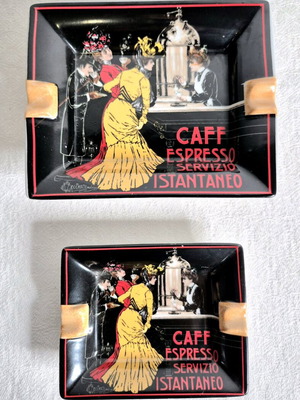 CAFF
ESPRESSO
SERVIZIO
ISTANTANEO
CAFF
ESPRESSO
SERVIZIO
ISTANTANEO